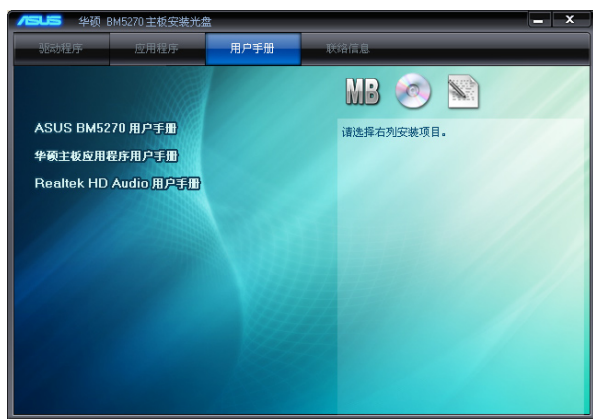 ASUS 华硕 BM5270 主板安装光盘
驱动程序 应用程序 用户手册 联络信息
MB
ASUS BM5270 用户手册
请选择右列安装项目。
华硕主板应用程序用户手册
Realtek HD Audio 用户手册